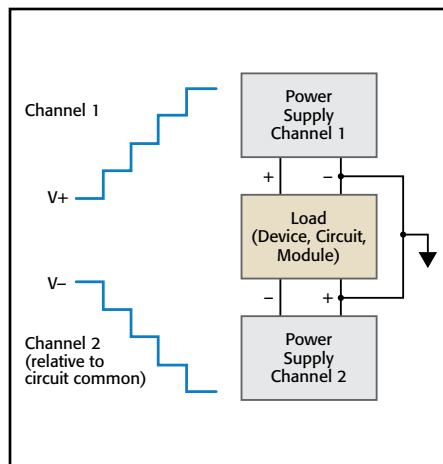 Channel 1
V+
V–
Channel 2
(relative to
circuit common)
Power
Supply
Channel 1
+ –
Load
(Device, Circuit,
Module)
– +
Power
Supply
Channel 2